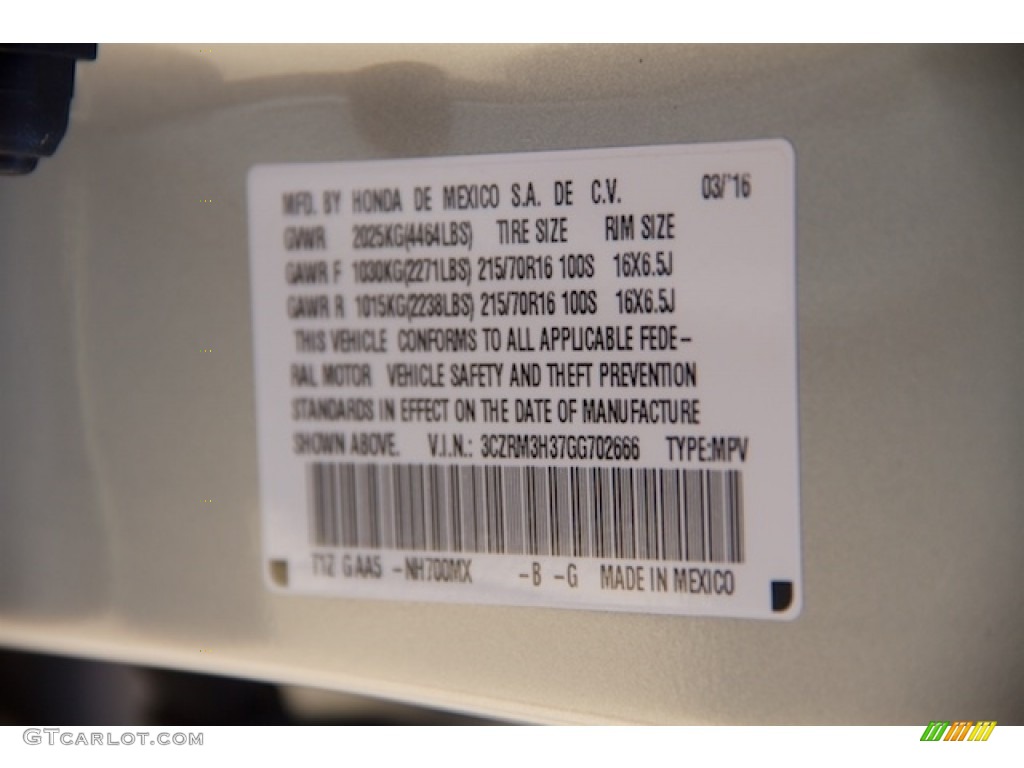 MFD. BY HONDA DE MEXICO S.A. DE C.V. 03/'16
GVWR 2025KG(4464LBS) TIRE SIZE RIM SIZE
GAWR F 1030KG(2271LBS) 215/70R16 100S 16X6.5J
GAWR R 1015KG(2238LBS) 215/70R16 100S 16X6.5J
THIS VEHICLE CONFORMS TO ALL APPLICABLE FEDE-
RAL MOTOR VEHICLE SAFETY AND THEFT PREVENTION
STANDARDS IN EFFECT ON THE DATE OF MANUFACTURE
SHOWN ABOVE. V.I.N.: 3CZRM3H37GG702666 TYPE:MPV
T1Z GAA5 -NH700MX -B -G MADE IN MEXICO
GTCARLOT.COM